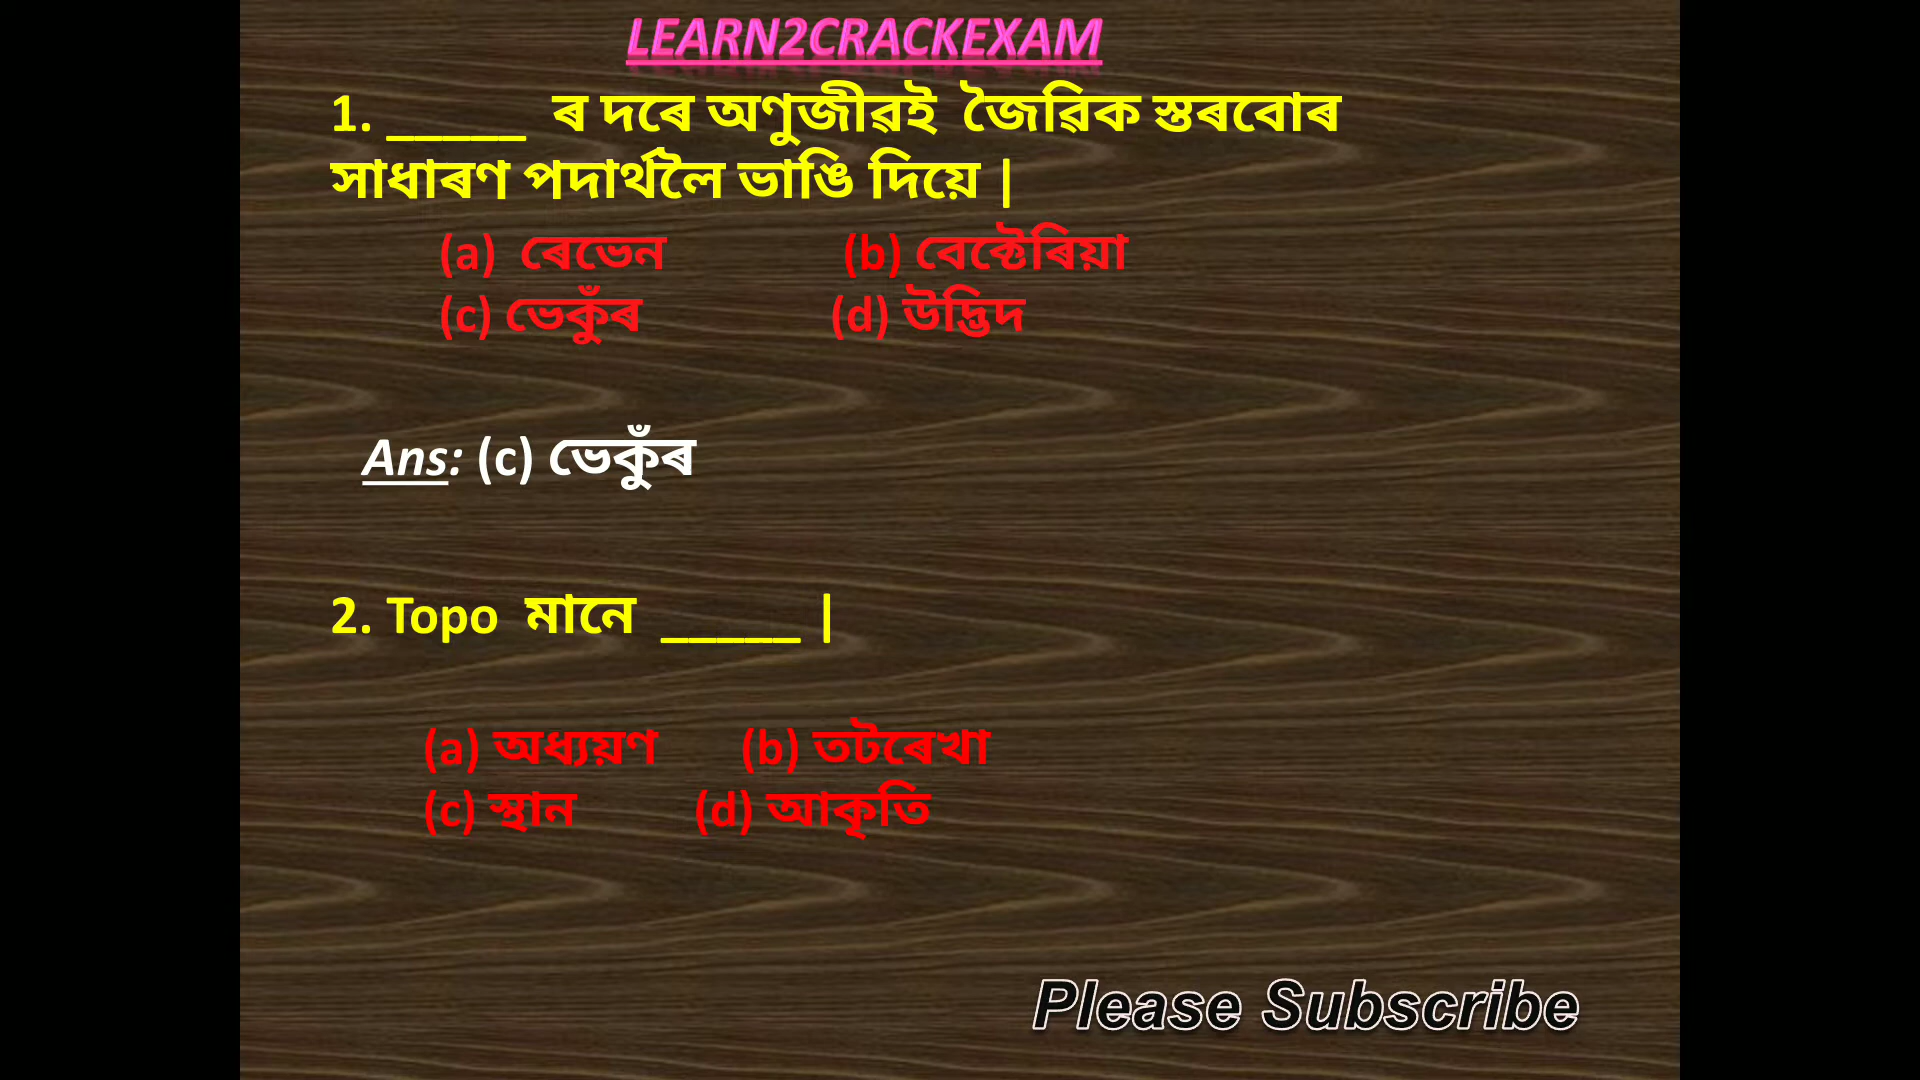 LEARN2CRACKEXAM
1. _____ ৰ দৰে অণুজীৱই জৈৱিক স্তৰবোৰ
সাধাৰণ পদাৰ্থলৈ ভাঙি দিয়ে |
(a) ৰেভেন (b) বেক্টেৰিয়া
(c) ভেকুঁৰ (d) উদ্ভিদ
Ans: (c) ভেকুঁৰ
2. Topo মানে _____ |
(a) অধ্যয়ণ (b) তটৰেখা
(c) স্থান (d) আকৃতি
Please Subscribe